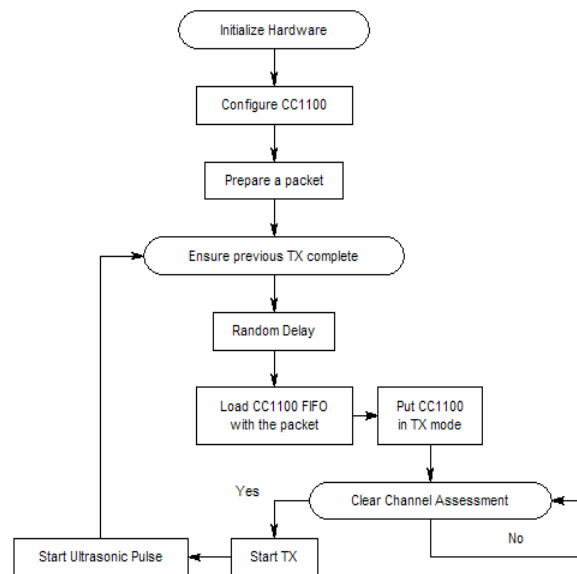 Initialize Hardware
Configure CC1100
Prepare a packet
Ensure previous TX complete
Random Delay
Load CC1100 FIFO
with the packet
Put CC1100
in TX mode
Clear Channel Assessment
Yes
No
Start TX
Start Ultrasonic Pulse